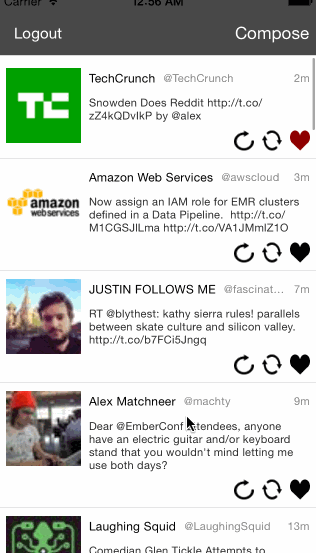 Carrier 12:56 AM
Logout Compose
TechCrunch @TechCrunch 2m
TC
Snowden Does Reddit http://t.co/
zZ4kQDvIkP by @alex
Amazon Web Services @awscloud 3m
amazon
webservices
Now assign an IAM role for EMR clusters
defined in a Data Pipeline. http://t.co/
M1CGSJlLma http://t.co/VA1JMmlZ1O
JUSTIN FOLLOWS ME @fascinat... 7m
RT @blythest: kathy sierra rules! parallels
between skate culture and silicon valley.
http://t.co/b7FCi5Jngq
Alex Matchneer @machty 9m
Dear @EmberConf attendees, anyone
have an electric guitar and/or keyboard
stand that you wouldn't mind letting me
use both days?
Laughing Squid @LaughingSquid 13m
Comedian Glen Tickle Attempts to